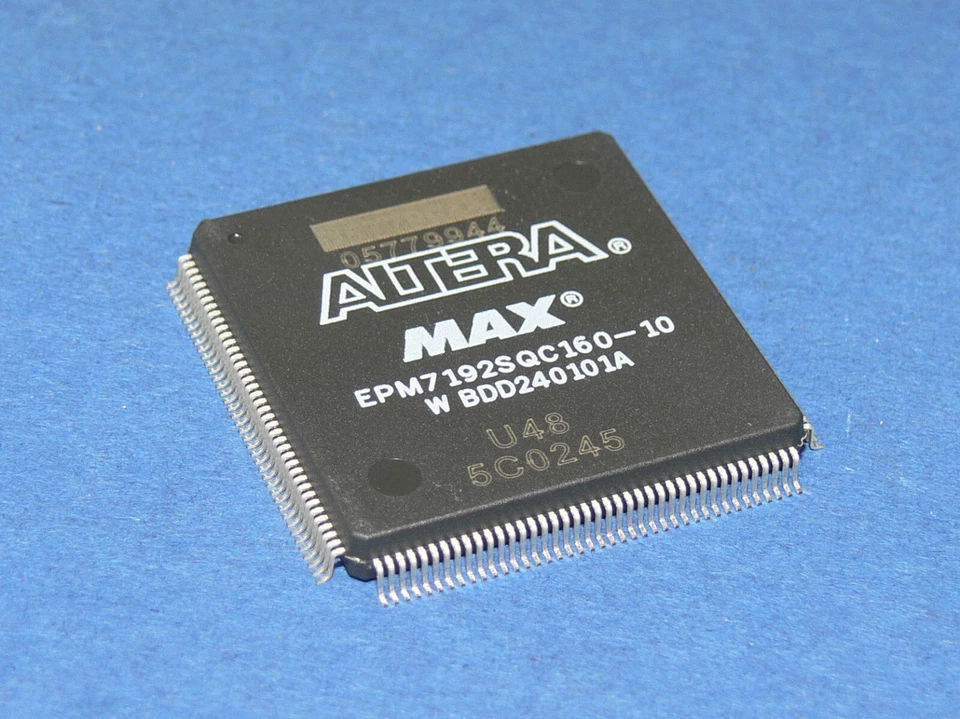 05779944
ALTERA®
MAX®
EPM7192SQC160-10
W BDD240101A
U48
5C0245